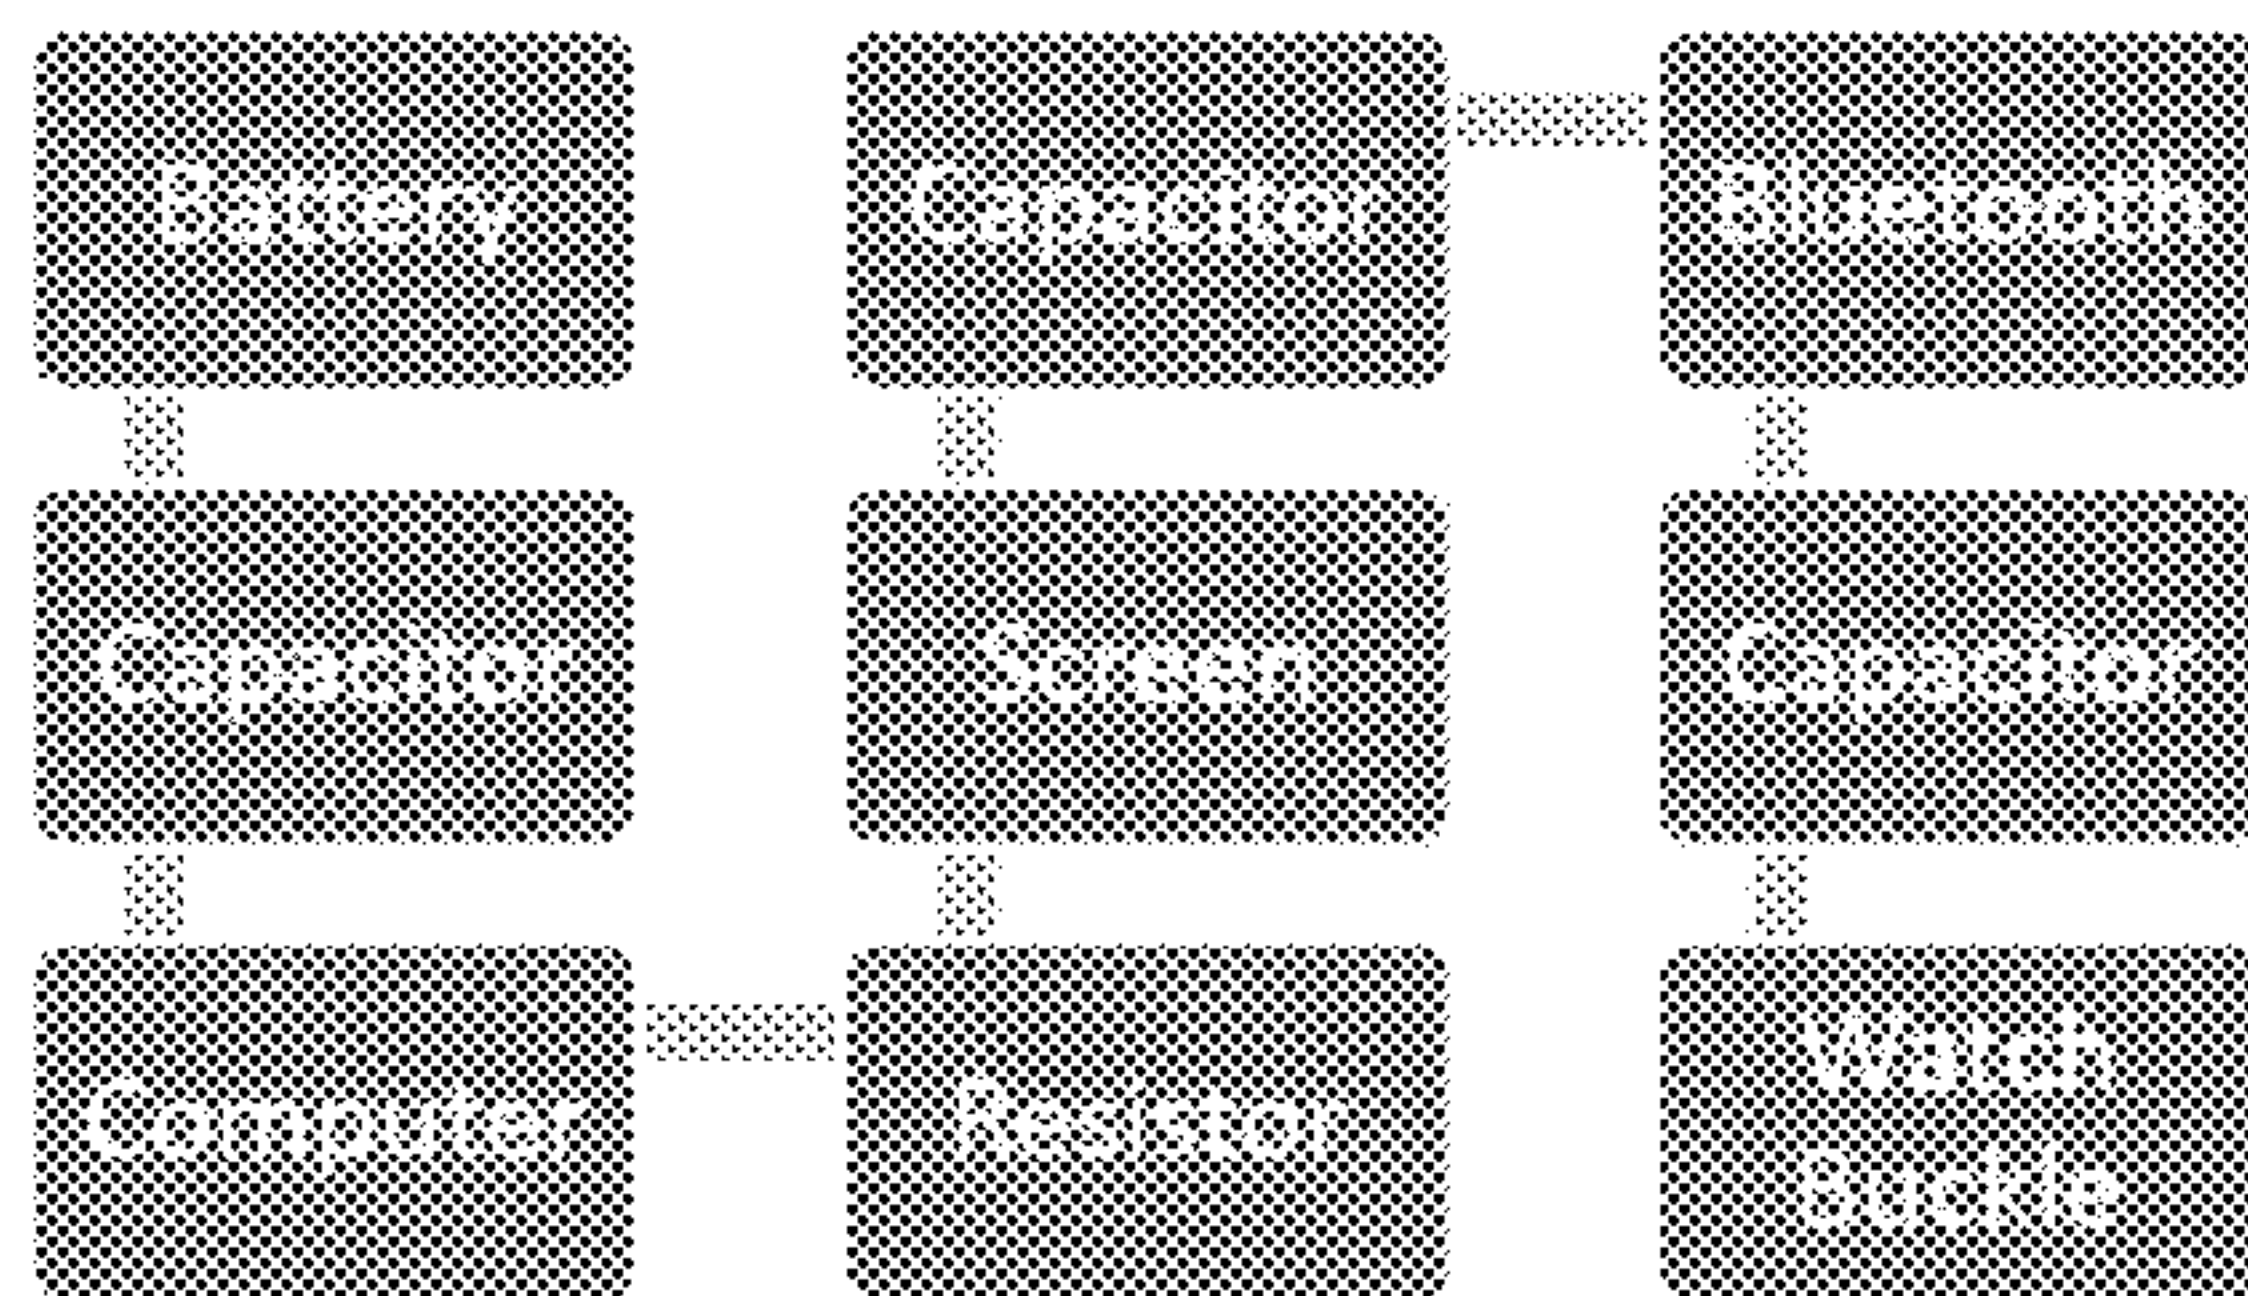 Battery
Capacitor
Bluetooth
Capacitor
Screen
Capacitor
Computer
Resistor
Watch
Buckle